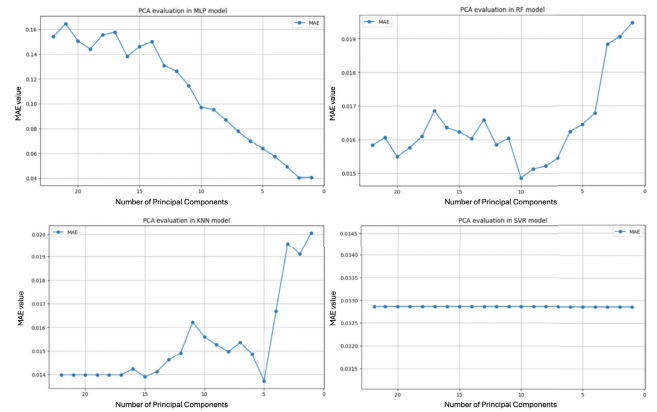 PCA evaluation in MLP model
MAE
MAE value
0.16
0.14
0.12
0.10
0.08
0.06
0.04
20
15
10
5
0
Number of Principal Components
PCA evaluation in RF model
MAE
MAE value
0.019
0.018
0.017
0.016
0.015
20
15
10
5
0
Number of Principal Components
PCA evaluation in KNN model
MAE
MAE value
0.020
0.019
0.018
0.017
0.016
0.015
0.014
20
15
10
5
0
Number of Principal Components
PCA evaluation in SVR model
MAE
MAE value
0.0345
0.0340
0.0335
0.0330
0.0325
0.0320
0.0315
20
15
10
5
0
Number of Principal Components